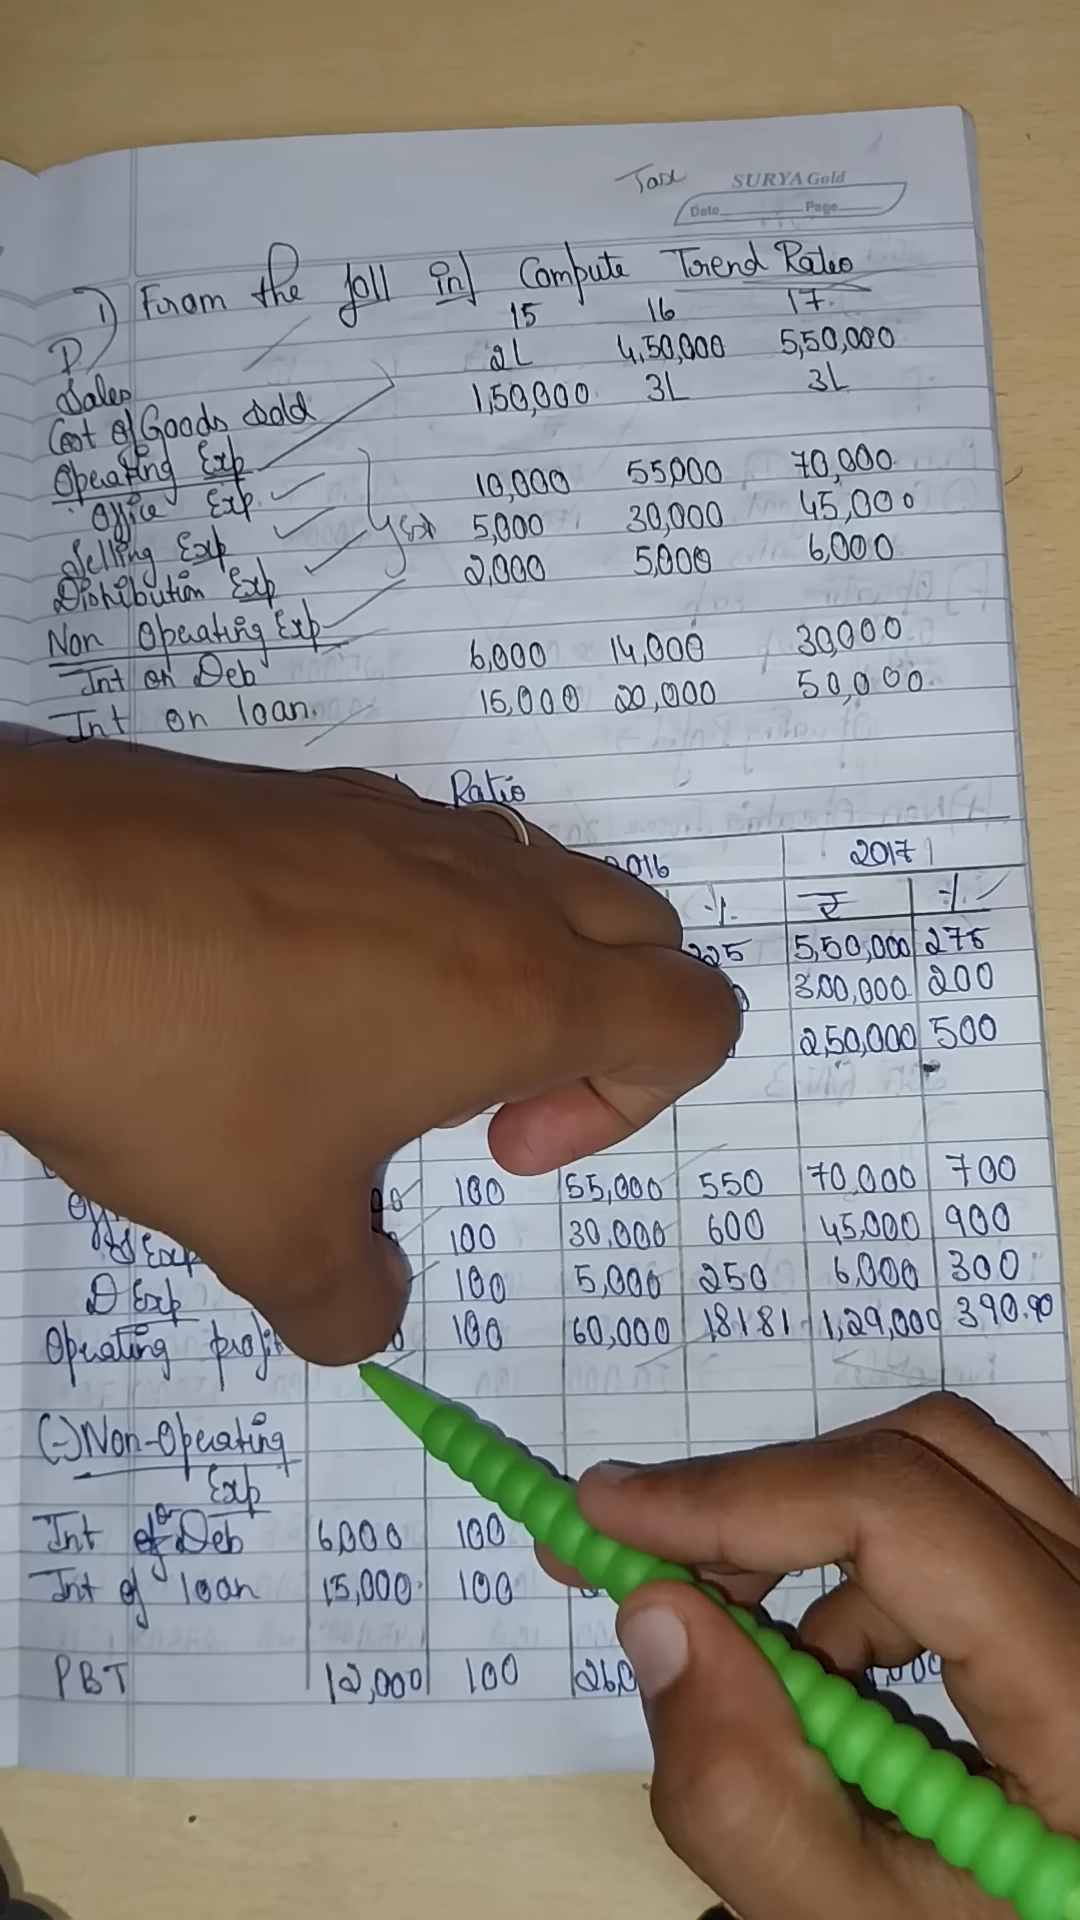 Tax SURYA Gold
Date Page
1) From the foll inf Compute Trend Ratio
P 15 16 17
Sales 2L 4,50,000 5,50,000
Cost of Goods Sold 1,50,000 3L 3L
Operating Exp
Office Exp. 10,000 55,000 70,000
Selling Exp 5,000 30,000 45,000
Distribution Exp 2,000 5,000 6,000
Non Operating Exp
Int on Deb 6,000 14,000 30,000
Int on loan. 15,000 20,000 50,000
Ratio
2016 2017
-/. ₹ -/.
225 5,50,000 275
3,00,000 200
2,50,000 500
100 55,000 550 70,000 700
Exp 100 30,000 600 45,000 900
D Exp 100 5,000 250 6,000 300
Operating profit 100 60,000 181.81 1,29,000 390.90
(-) Non-Operating
Exp
Int on Deb 6,000 100
Int of loan 15,000 100
PBT 12,000 100